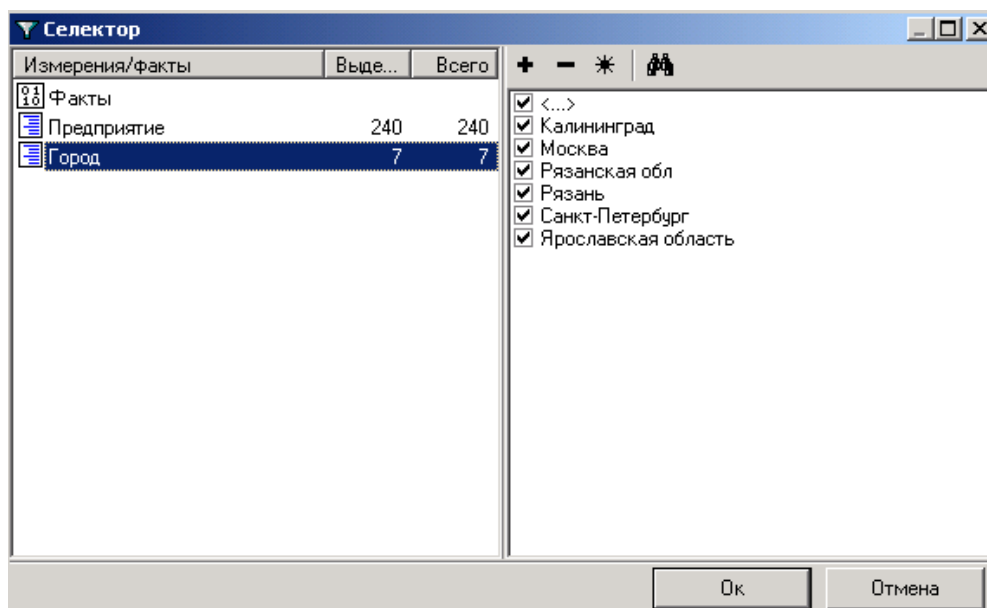 Селектор
Измерения/факты Выде... Всего
Факты
Предприятие 240 240
Город 7 7
<...>
Калининград
Москва
Рязанская обл
Рязань
Санкт-Петербург
Ярославская область
Ок Отмена